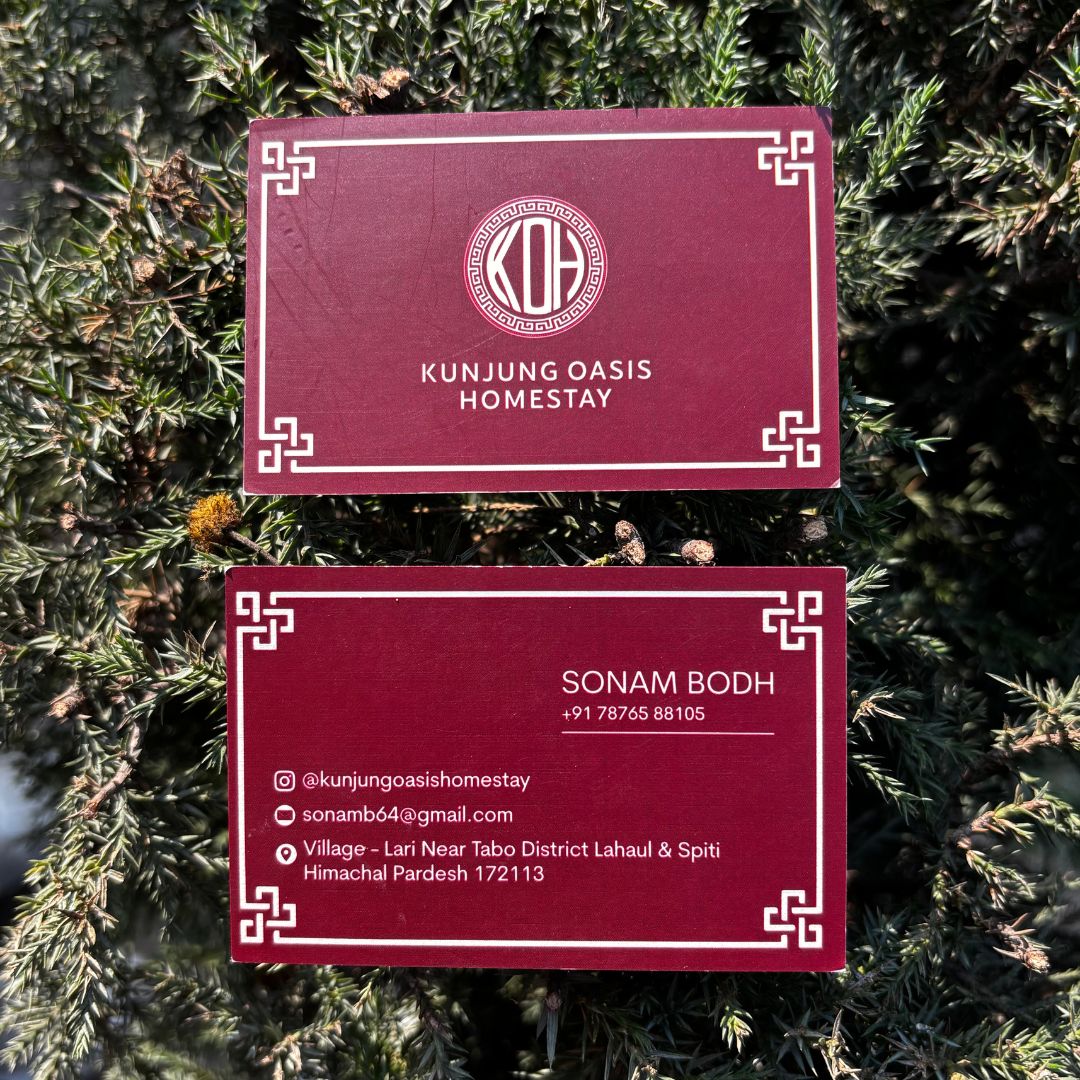 KOH
KUNJUNG OASIS
HOMESTAY
SONAM BODH
+91 78765 88105
@kunjungoasishomestay
sonamb64@gmail.com
Village - Lari Near Tabo District Lahaul & Spiti
Himachal Pardesh 172113